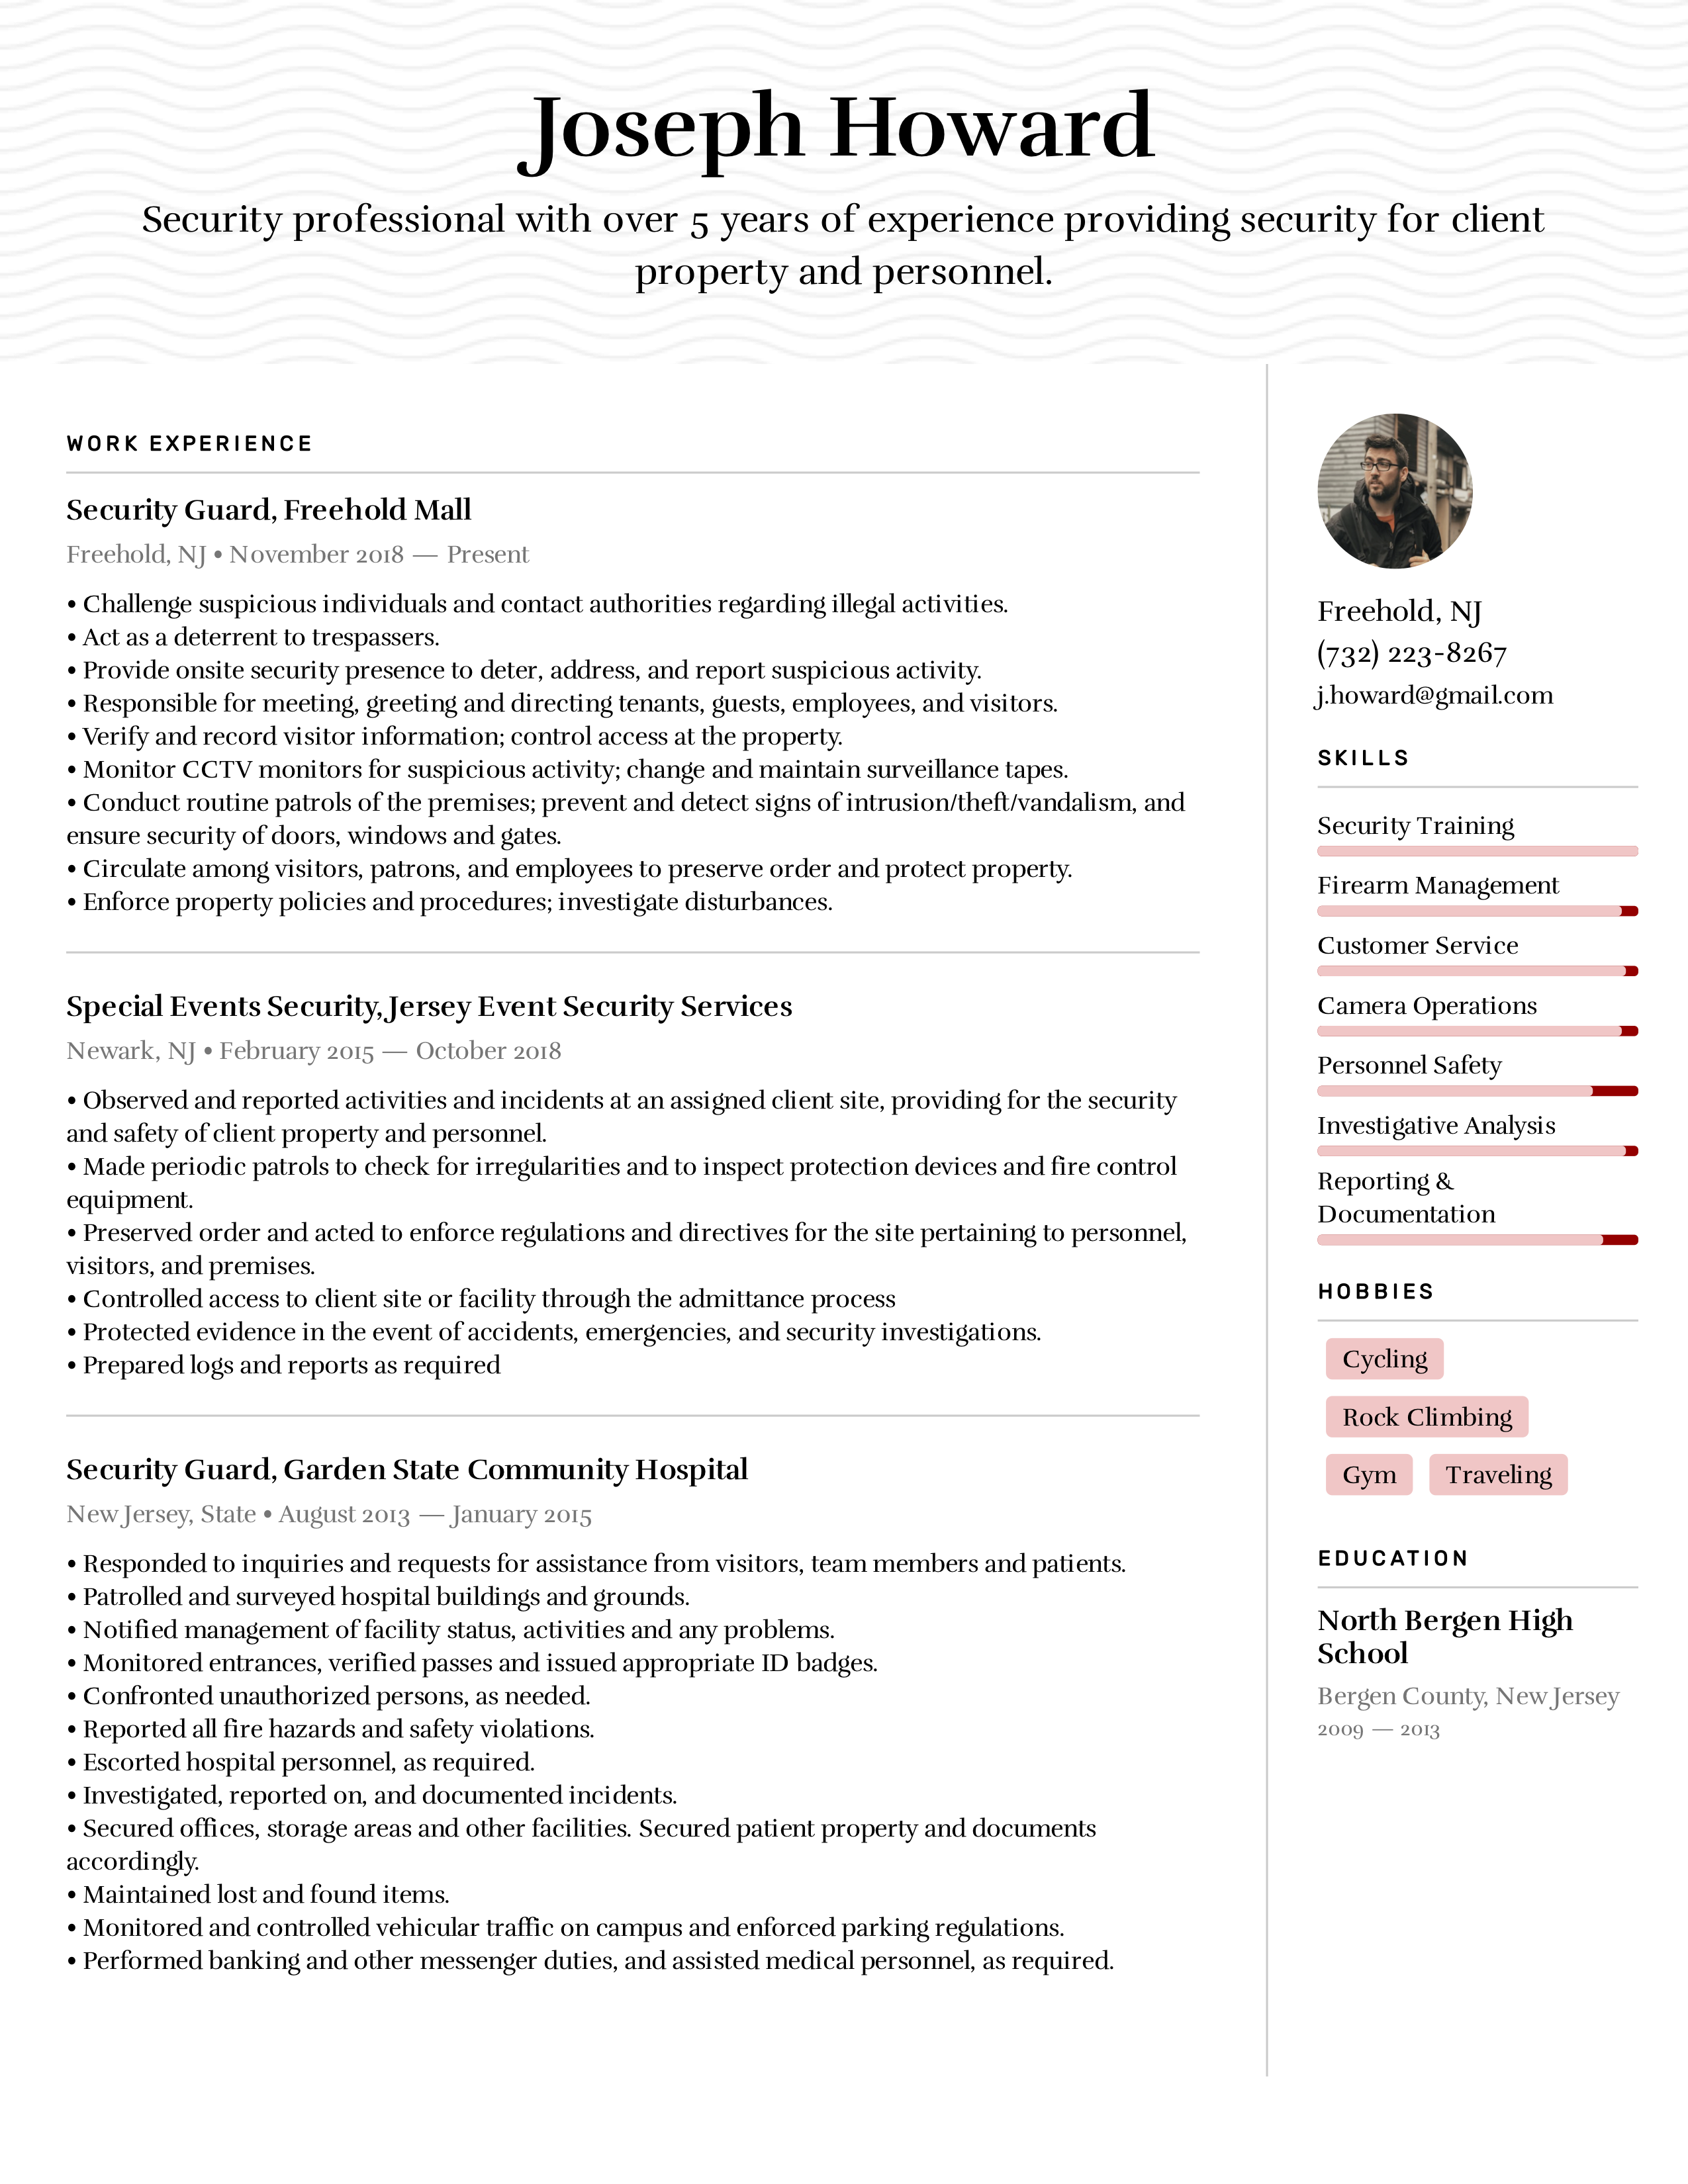 Joseph Howard
Security professional with over 5 years of experience providing security for client
property and personnel.
WORK EXPERIENCE
Security Guard, Freehold Mall
Freehold, NJ • November 2018 — Present
• Challenge suspicious individuals and contact authorities regarding illegal activities.
• Act as a deterrent to trespassers.
• Provide onsite security presence to deter, address, and report suspicious activity.
• Responsible for meeting, greeting and directing tenants, guests, employees, and visitors.
• Verify and record visitor information; control access at the property.
• Monitor CCTV monitors for suspicious activity; change and maintain surveillance tapes.
• Conduct routine patrols of the premises; prevent and detect signs of intrusion/theft/vandalism, and
ensure security of doors, windows and gates.
• Circulate among visitors, patrons, and employees to preserve order and protect property.
• Enforce property policies and procedures; investigate disturbances.
Special Events Security, Jersey Event Security Services
Newark, NJ • February 2015 — October 2018
• Observed and reported activities and incidents at an assigned client site, providing for the security
and safety of client property and personnel.
• Made periodic patrols to check for irregularities and to inspect protection devices and fire control
equipment.
• Preserved order and acted to enforce regulations and directives for the site pertaining to personnel,
visitors, and premises.
• Controlled access to client site or facility through the admittance process
• Protected evidence in the event of accidents, emergencies, and security investigations.
• Prepared logs and reports as required
Security Guard, Garden State Community Hospital
New Jersey, State • August 2013 — January 2015
• Responded to inquiries and requests for assistance from visitors, team members and patients.
• Patrolled and surveyed hospital buildings and grounds.
• Notified management of facility status, activities and any problems.
• Monitored entrances, verified passes and issued appropriate ID badges.
• Confronted unauthorized persons, as needed.
• Reported all fire hazards and safety violations.
• Escorted hospital personnel, as required.
• Investigated, reported on, and documented incidents.
• Secured offices, storage areas and other facilities. Secured patient property and documents
accordingly.
• Maintained lost and found items.
• Monitored and controlled vehicular traffic on campus and enforced parking regulations.
• Performed banking and other messenger duties, and assisted medical personnel, as required.
Freehold, NJ
(732) 223-8267
j.howard@gmail.com
SKILLS
Security Training
Firearm Management
Customer Service
Camera Operations
Personnel Safety
Investigative Analysis
Reporting &
Documentation
HOBBIES
Cycling
Rock Climbing
Gym Traveling
EDUCATION
North Bergen High
School
Bergen County, New Jersey
2009 — 2013